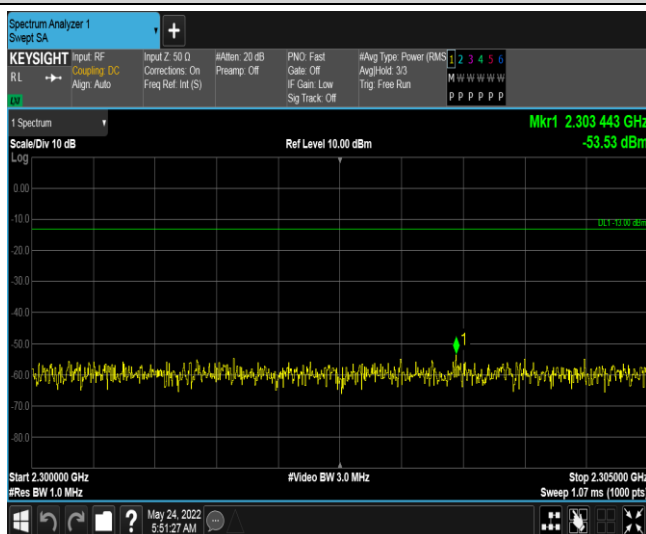 Spectrum Analyzer 1
Swept SA
+
KEYSIGHT
RL
Input: RF
Coupling: DC
Align: Auto
Input Z: 50 Ω
Corrections: On
Freq Ref: Int (S)
#Atten: 20 dB
Preamp: Off
PNO: Fast
Gate: Off
IF Gain: Low
Sig Track: Off
#Avg Type: Power (RMS
Avg|Hold: 3/3
Trig: Free Run
1 2 3 4 5 6
M W W W W W
P P P P P P
1 Spectrum
Mkr1 2.303 443 GHz
-53.53 dBm
Scale/Div 10 dB
Ref Level 10.00 dBm
Log
0.00
-10.0
DL1 -13.00 dBm
-20.0
-30.0
-40.0
-50.0
1
-60.0
-70.0
-80.0
Start 2.300000 GHz
#Video BW 3.0 MHz
Stop 2.305000 GHz
#Res BW 1.0 MHz
Sweep 1.07 ms (1000 pts)
?
May 24, 2022
5:51:27 AM